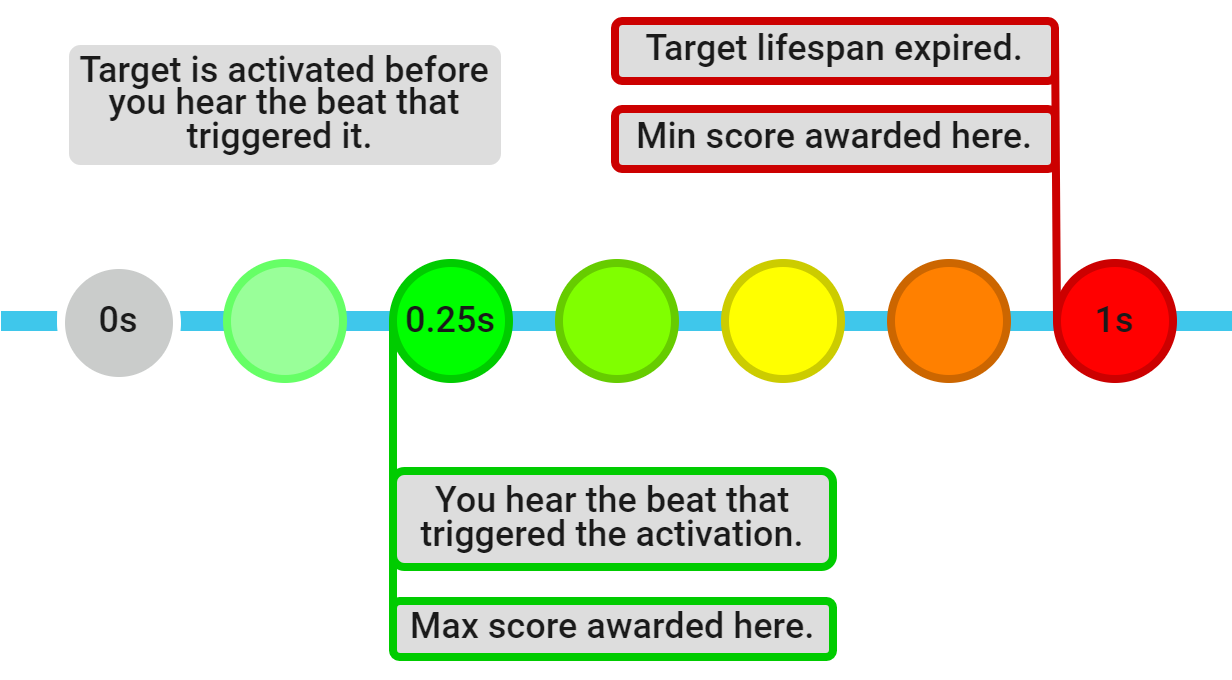 Target is activated before
you hear the beat that
triggered it.
Target lifespan expired.
Min score awarded here.
0s
0.25s
1s
You hear the beat that
triggered the activation.
Max score awarded here.